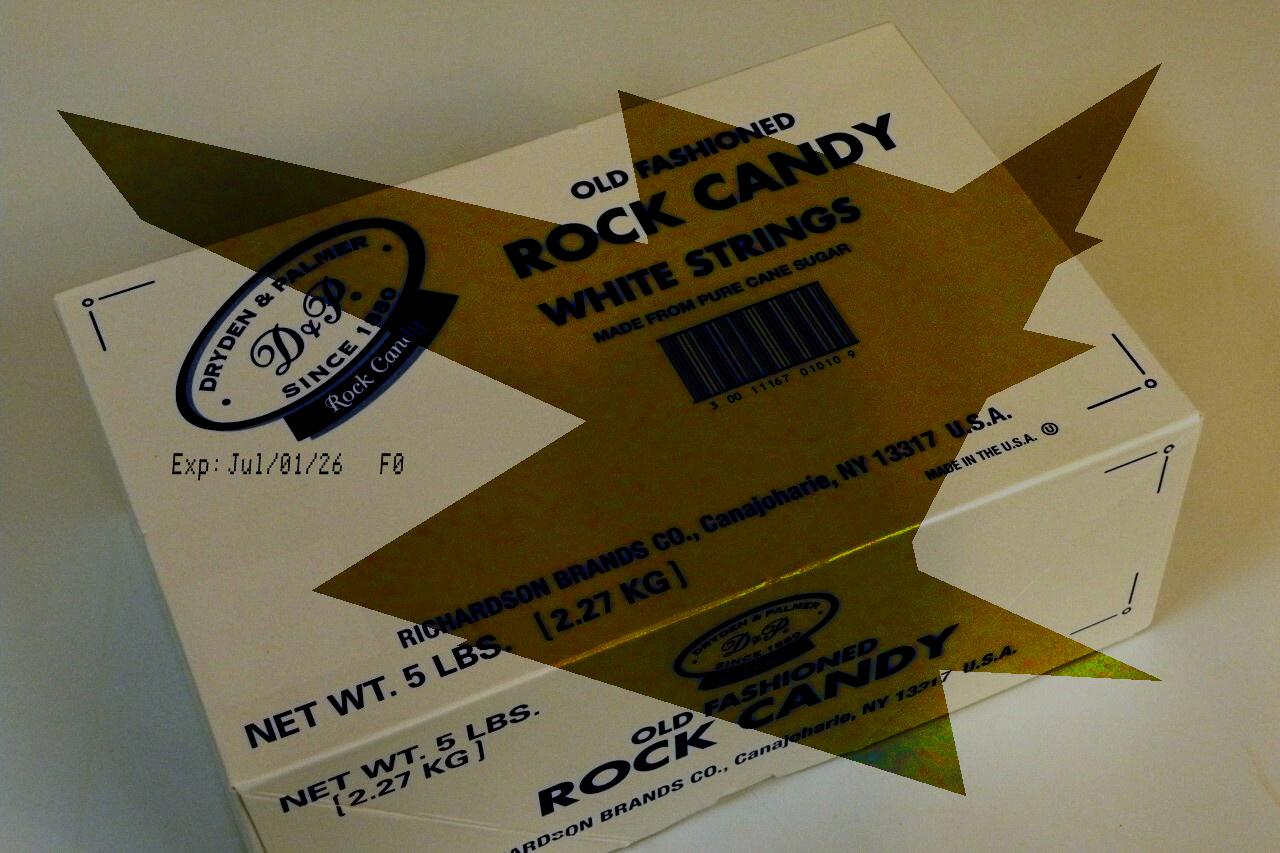 OLD FASHIONED
ROCK CANDY
WHITE STRINGS
MADE FROM PURE CANE SUGAR
3 00 11167 01010 9
DRYDEN & PALMER
D&P
SINCE 1880
Rock Candy
Exp: Jul/01/26 F0
RICHARDSON BRANDS CO., Canajoharie, NY 13317 U.S.A.
MADE IN THE U.S.A. U
NET WT. 5 LBS. [2.27 KG]
DRYDEN & PALMER
D&P
SINCE 1880
OLD FASHIONED
ROCK CANDY
NET WT. 5 LBS.
[2.27 KG]
ARDSON BRANDS CO., Canajoharie, NY 13317 U.S.A.